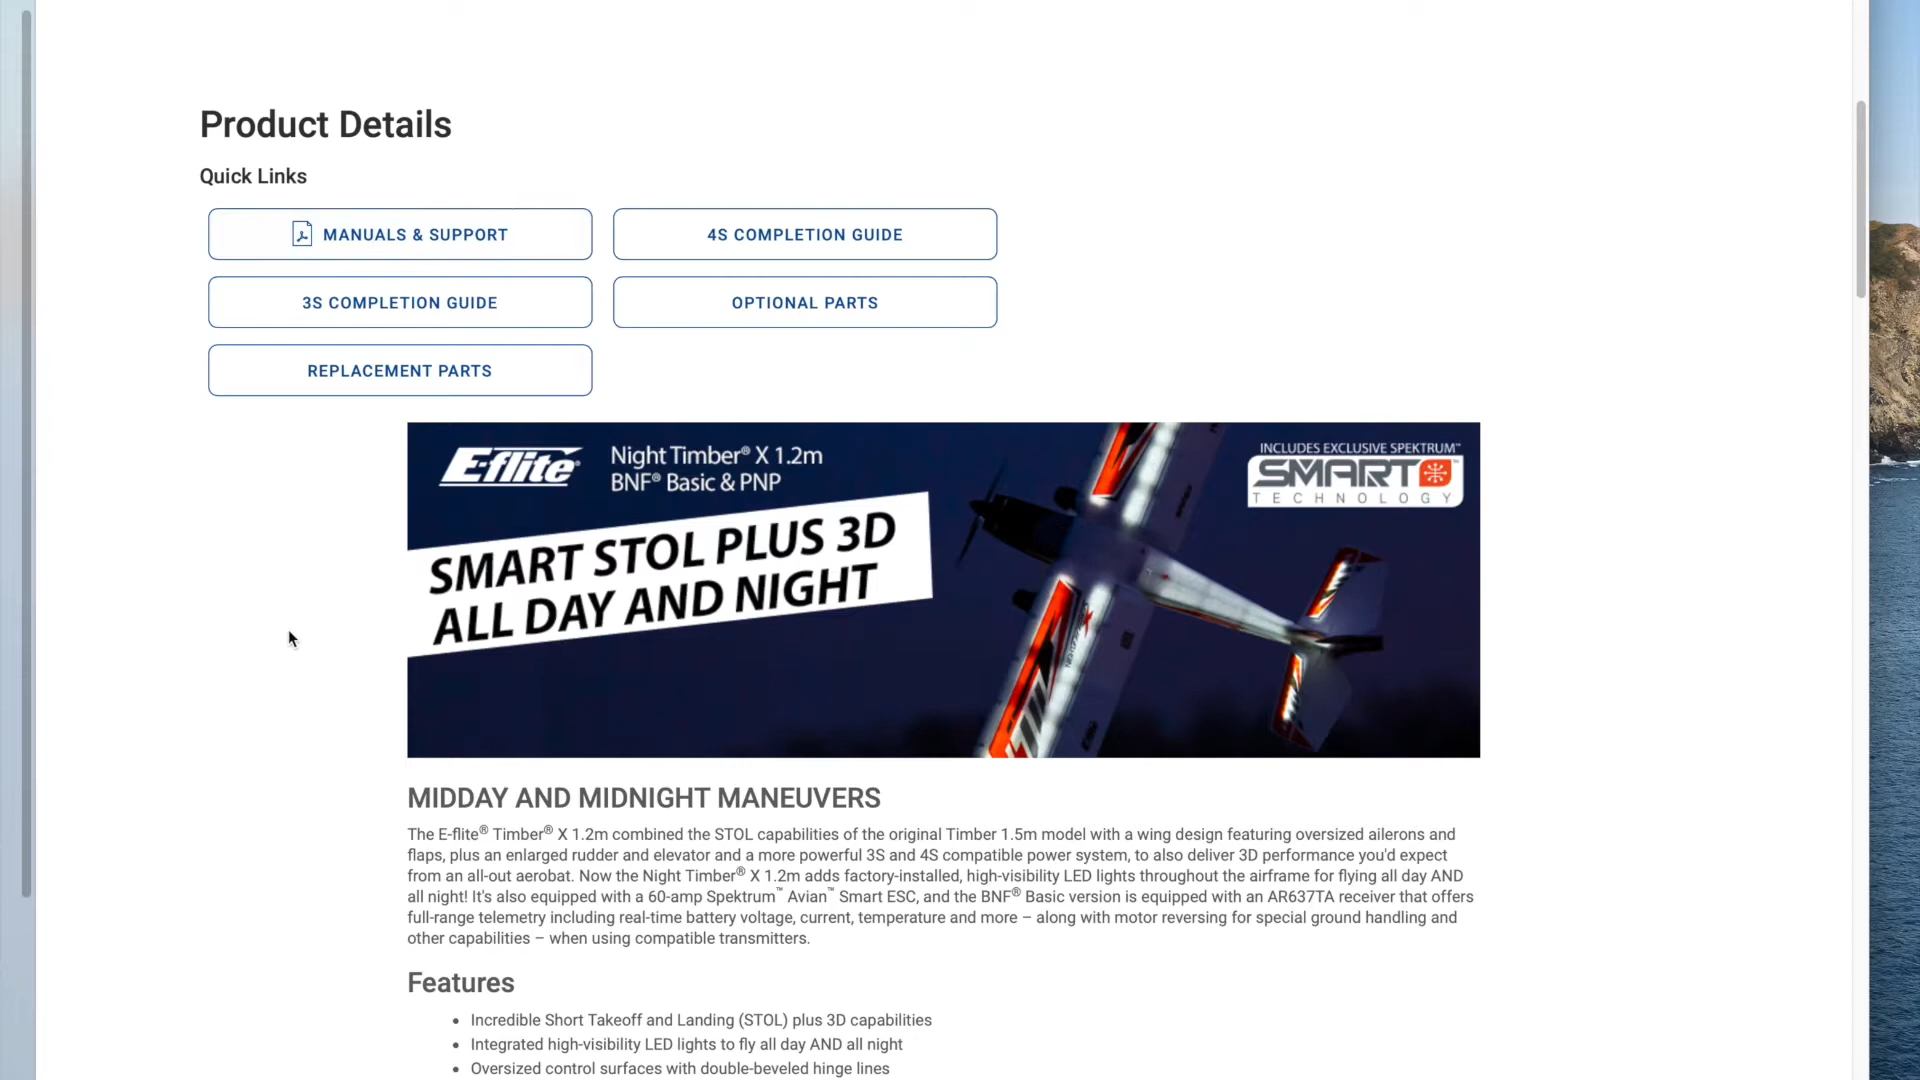 Product Details
Quick Links
MANUALS & SUPPORT
4S COMPLETION GUIDE
3S COMPLETION GUIDE
OPTIONAL PARTS
REPLACEMENT PARTS
E-flite®
Night Timber® X 1.2m
BNF® Basic & PNP
INCLUDES EXCLUSIVE SPEKTRUM™
SMART
TECHNOLOGY
SMART STOL PLUS 3D
ALL DAY AND NIGHT
MIDDAY AND MIDNIGHT MANEUVERS
The E-flite® Timber® X 1.2m combined the STOL capabilities of the original Timber 1.5m model with a wing design featuring oversized ailerons and
flaps, plus an enlarged rudder and elevator and a more powerful 3S and 4S compatible power system, to also deliver 3D performance you'd expect
from an all-out aerobat. Now the Night Timber® X 1.2m adds factory-installed, high-visibility LED lights throughout the airframe for flying all day AND
all night! It's also equipped with a 60-amp Spektrum™ Avian™ Smart ESC, and the BNF® Basic version is equipped with an AR637TA receiver that offers
full-range telemetry including real-time battery voltage, current, temperature and more – along with motor reversing for special ground handling and
other capabilities – when using compatible transmitters.
Features
• Incredible Short Takeoff and Landing (STOL) plus 3D capabilities
• Integrated high-visibility LED lights to fly all day AND all night
• Oversized control surfaces with double-beveled hinge lines